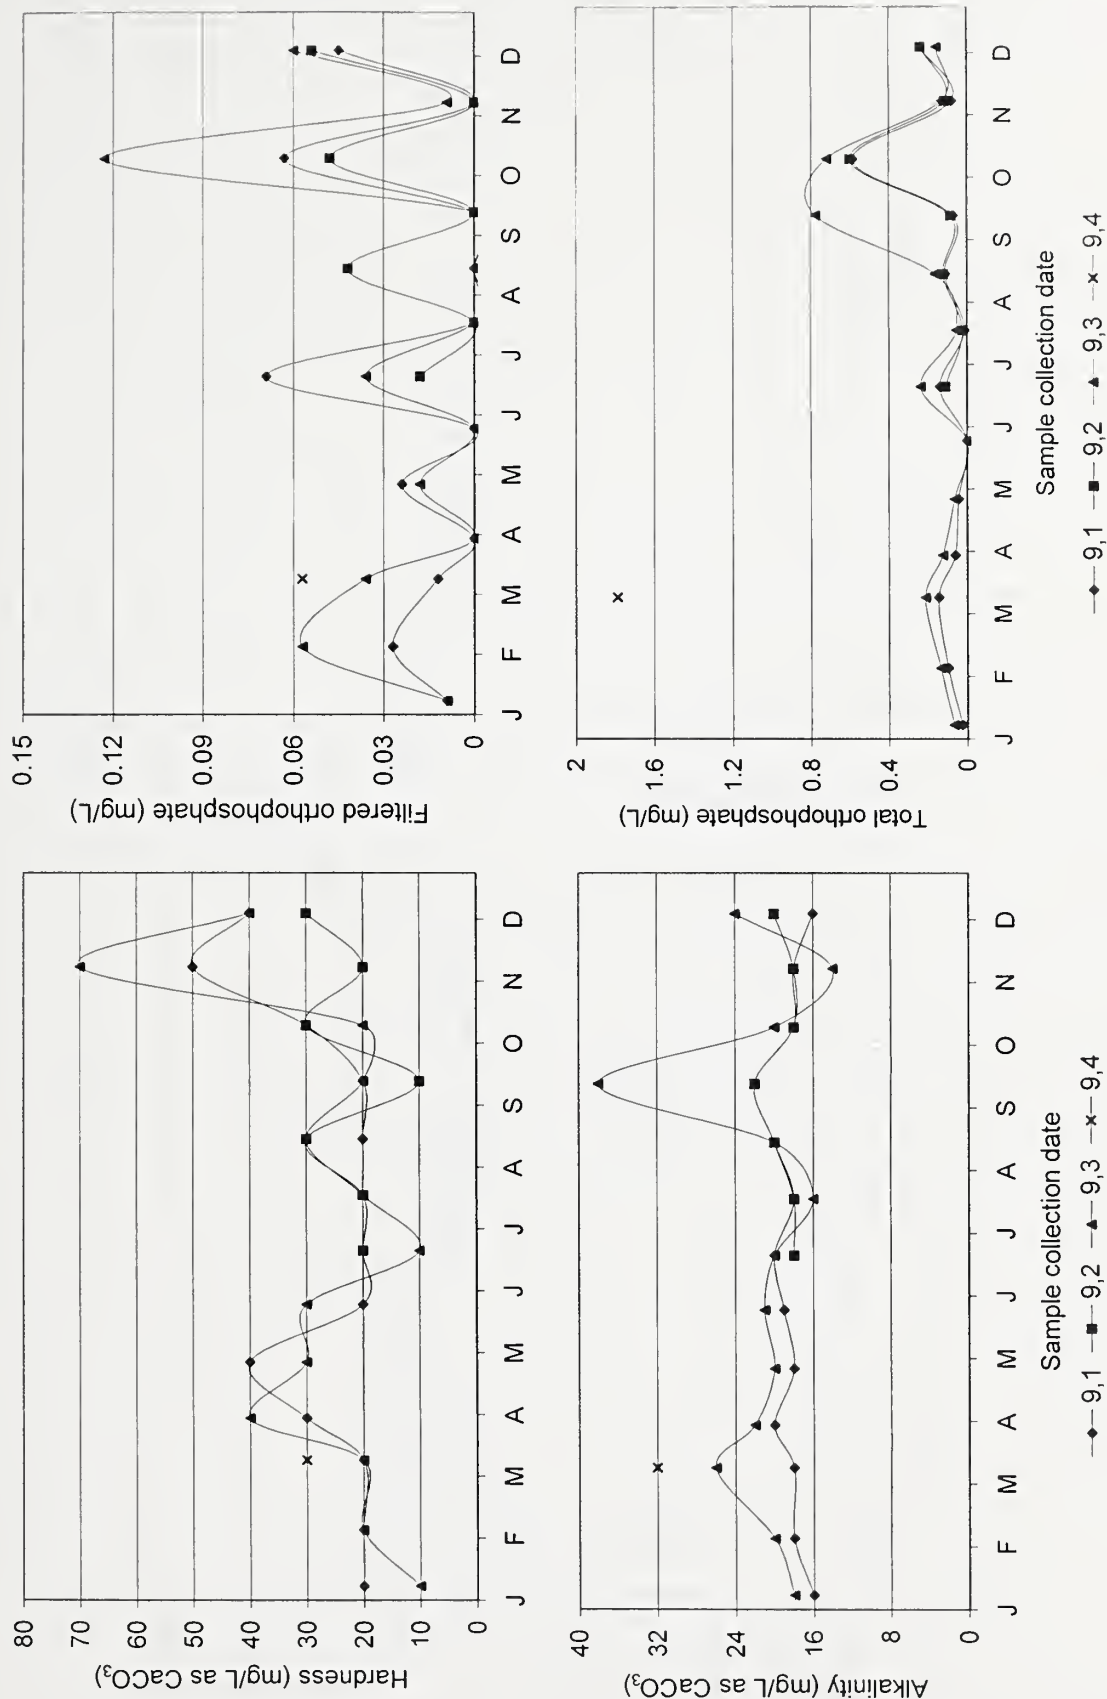 Hardness (mg/L as CaCO₃)
80
70
60
50
40
30
20
10
0
J F M A M J J A S O N D
Filtered orthophosphate (mg/L)
0.15
0.12
0.09
0.06
0.03
0
J F M A M J J A S O N D
Alkalinity (mg/L as CaCO₃)
40
32
24
16
8
0
J F M A M J J A S O N D
Sample collection date
9,1 9,2 9,3 9,4
Total orthophosphate (mg/L)
2
1.6
1.2
0.8
0.4
0
J F M A M J J A S O N D
Sample collection date
9,1 9,2 9,3 9,4